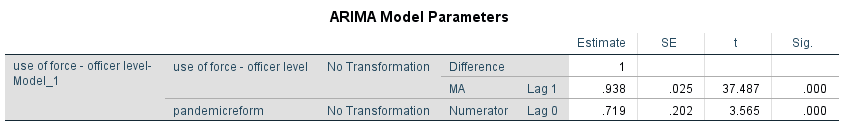 ARIMA Model Parameters
Estimate SE t Sig.
use of force - officer level-Model_1 use of force - officer level No Transformation Difference 1
MA Lag 1 .938 .025 37.487 .000
pandemicreform No Transformation Numerator Lag 0 .719 .202 3.565 .000